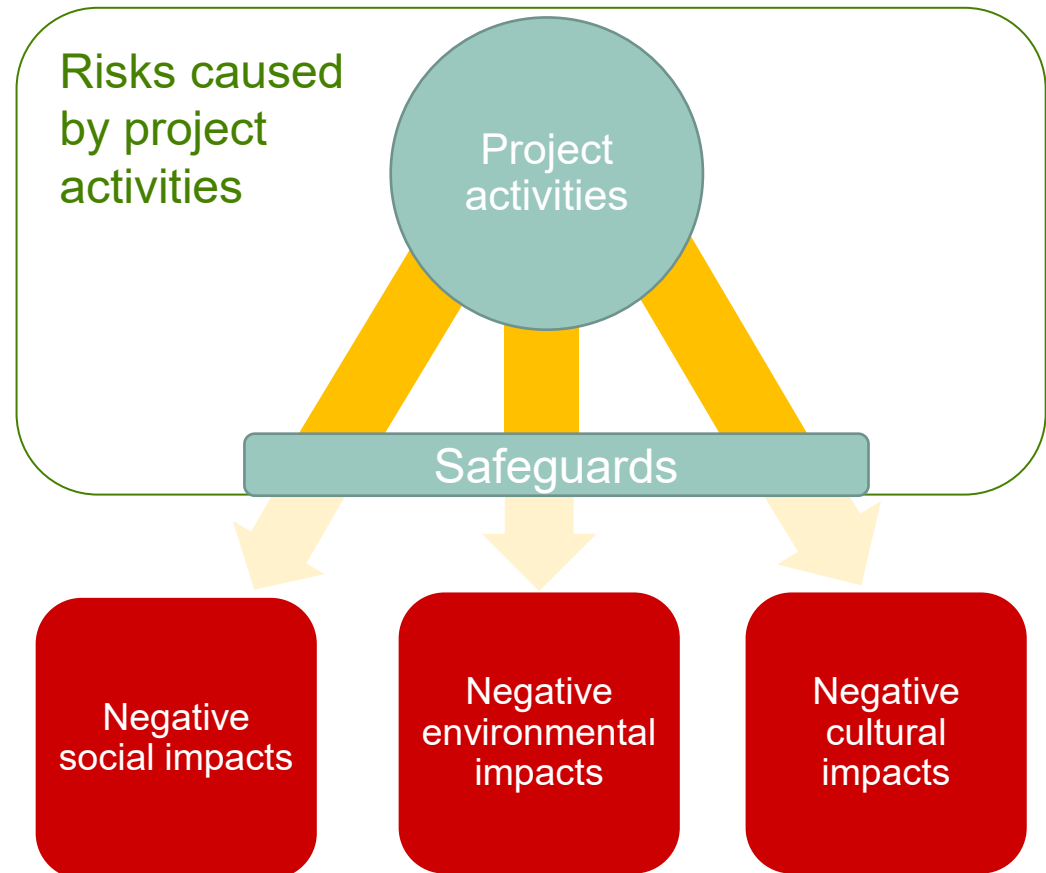 Risks caused
by project
activities
Project
activities
Safeguards
Negative
social impacts
Negative
environmental
impacts
Negative
cultural
impacts